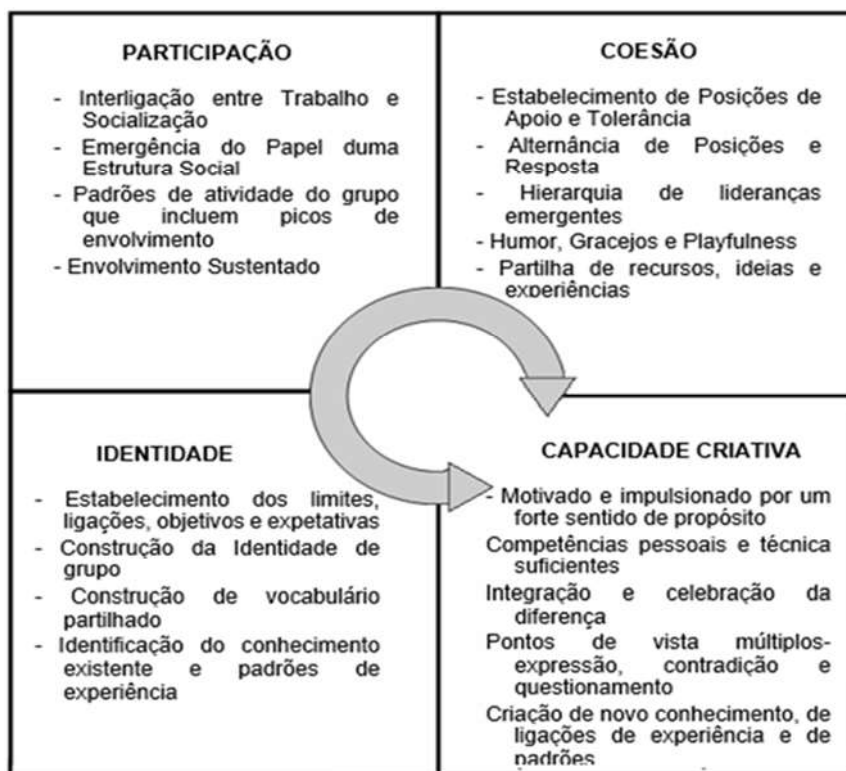 PARTICIPAÇÃO
- Interligação entre Trabalho e
Socialização
- Emergência do Papel duma
Estrutura Social
- Padrões de atividade do grupo
que incluem picos de
envolvimento
- Envolvimento Sustentado
COESÃO
- Estabelecimento de Posições de
Apoio e Tolerância
- Alternância de Posições e
Resposta
- Hierarquia de lideranças
emergentes
- Humor, Gracejos e Playfulness
- Partilha de recursos, ideias e
experiências
IDENTIDADE
- Estabelecimento dos limites,
ligações, objetivos e expetativas
- Construção da Identidade de
grupo
- Construção de vocabulário
partilhado
- Identificação do conhecimento
existente e padrões de
experiência
CAPACIDADE CRIATIVA
- Motivado e impulsionado por um
forte sentido de propósito
Competências pessoais e técnica
suficientes
Integração e celebração da
diferença
Pontos de vista múltiplos-
expressão, contradição e
questionamento
Criação de novo conhecimento, de
ligações de experiência e de
padrões